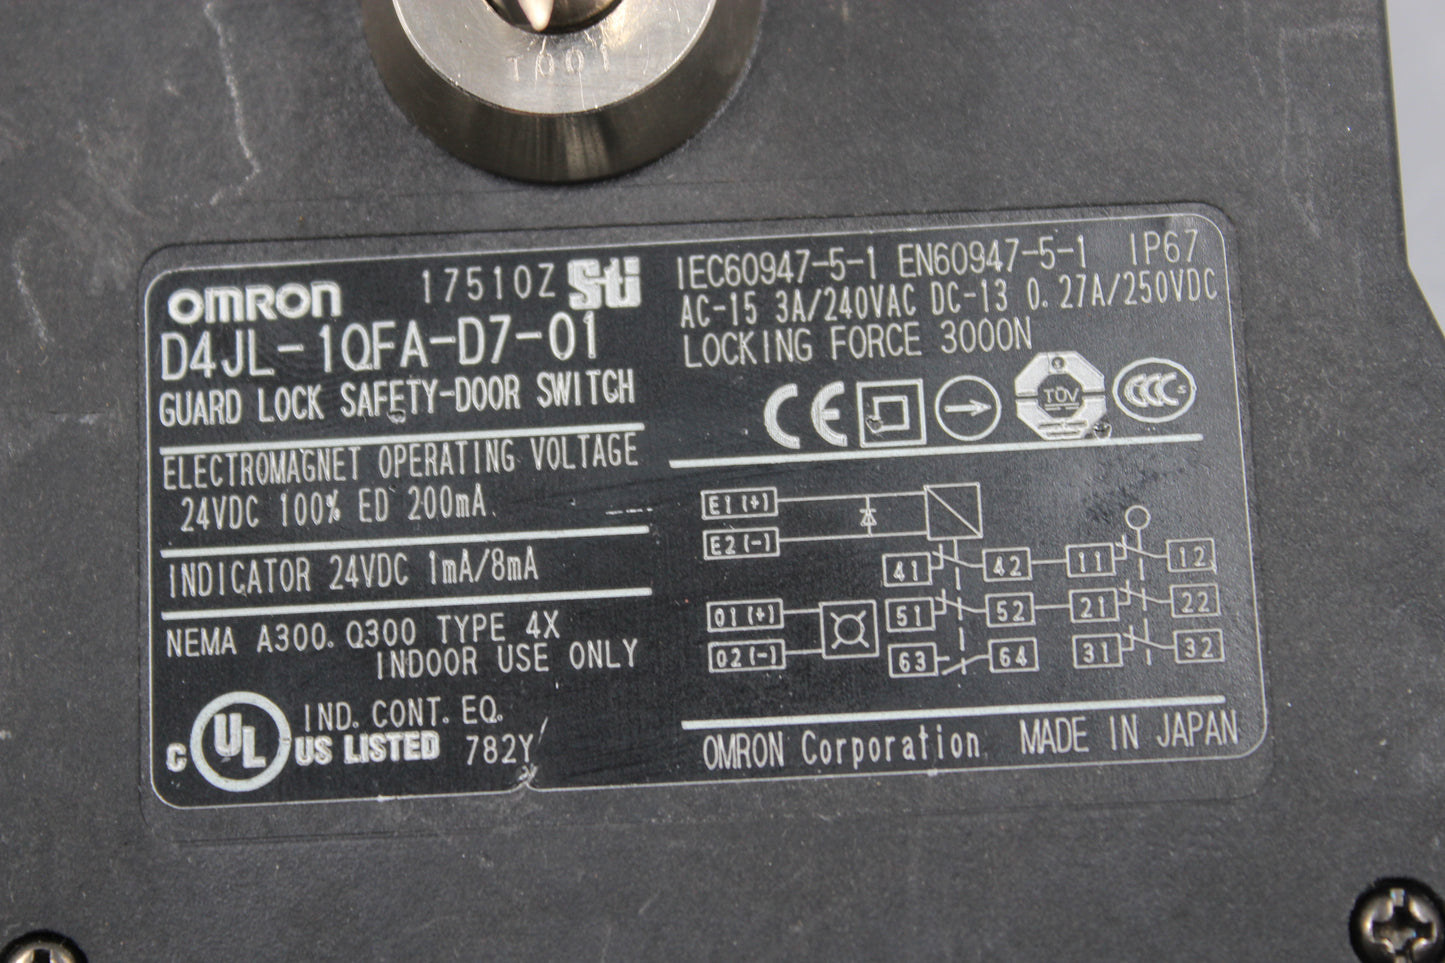 T001
OMRON 17510Z Sti
D4JL-1QFA-D7-01
GUARD LOCK SAFETY-DOOR SWITCH
ELECTROMAGNET OPERATING VOLTAGE
24VDC 100% ED 200mA
INDICATOR 24VDC 1mA/8mA
NEMA A300. Q300 TYPE 4X
INDOOR USE ONLY
C UL US LISTED
IND. CONT. EQ.
782Y
IEC60947-5-1 EN60947-5-1 IP67
AC-15 3A/240VAC DC-13 0.27A/250VDC
LOCKING FORCE 3000N
CE TÜV CCC S
E1(+)
E2(-)
41 42 11 12
01(+) 51 52 21 22
02(-) 63 64 31 32
OMRON Corporation MADE IN JAPAN